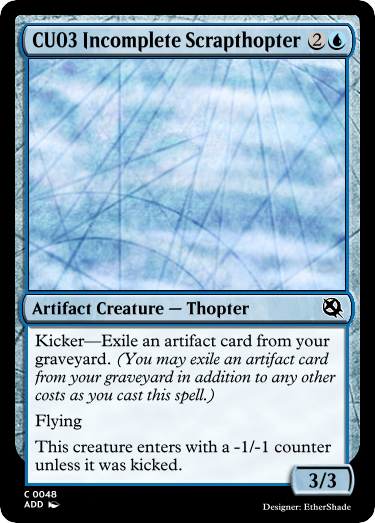 CU03 Incomplete Scrapthopter 2
Artifact Creature — Thopter
Kicker—Exile an artifact card from your
graveyard. (You may exile an artifact card
from your graveyard in addition to any other
costs as you cast this spell.)
Flying
This creature enters with a -1/-1 counter
unless it was kicked.
3/3
C 0048
ADD
Designer: EtherShade